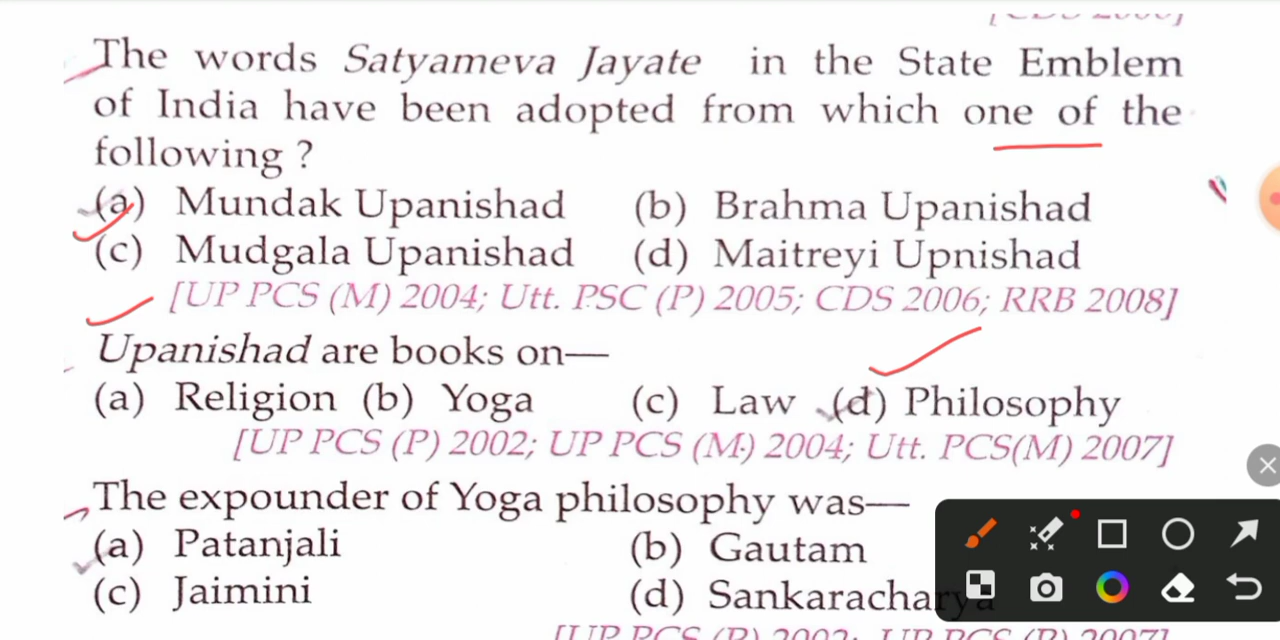 The words Satyameva Jayate in the State Emblem
of India have been adopted from which one of the
following ?
(a) Mundak Upanishad (b) Brahma Upanishad
(c) Mudgala Upanishad (d) Maitreyi Upnishad
[UP PCS (M) 2004; Utt. PSC (P) 2005; CDS 2006; RRB 2008]
Upanishad are books on—
(a) Religion (b) Yoga (c) Law (d) Philosophy
[UP PCS (P) 2002; UP PCS (M) 2004; Utt. PCS(M) 2007]
The expounder of Yoga philosophy was—
(a) Patanjali (b) Gautam
(c) Jaimini (d) Sankaracharya